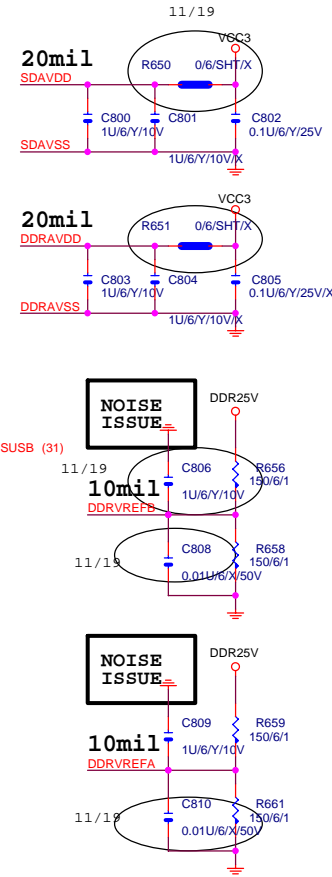 11/19
VCC3
R650 0/6/SHT/X
20mil
SDAVDD
C800
1U/6/Y/10V
C801
1U/6/Y/10V/X
C802
0.1U/6/Y/25V
SDAVSS
VCC3
R651 0/6/SHT/X
20mil
DDRAVDD
C803
1U/6/Y/10V
C804
1U/6/Y/10V/X
C805
0.1U/6/Y/25V/X
DDRAVSS
NOISE
ISSUE
DDR25V
SUSB (31)
11/19
C806
1U/6/Y/10V
R656
150/6/1
10mil
DDRVREFB
11/19
C808
0.01U/6/X/50V
R658
150/6/1
NOISE
ISSUE
DDR25V
C809
1U/6/Y/10V
R659
150/6/1
10mil
DDRVREFA
11/19
C810
0.01U/6/X/50V
R661
150/6/1